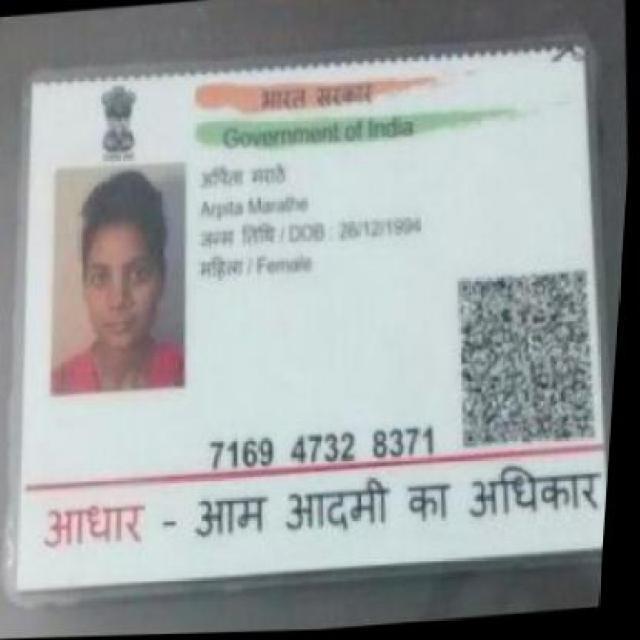 भारत सरकार
Government of India
अर्पिता मराठे
Arpita Marathe
जन्म तिथि / DOB : 26/12/1994
महिला / Female
7169 4732 8371
आधार - आम आदमी का अधिकार